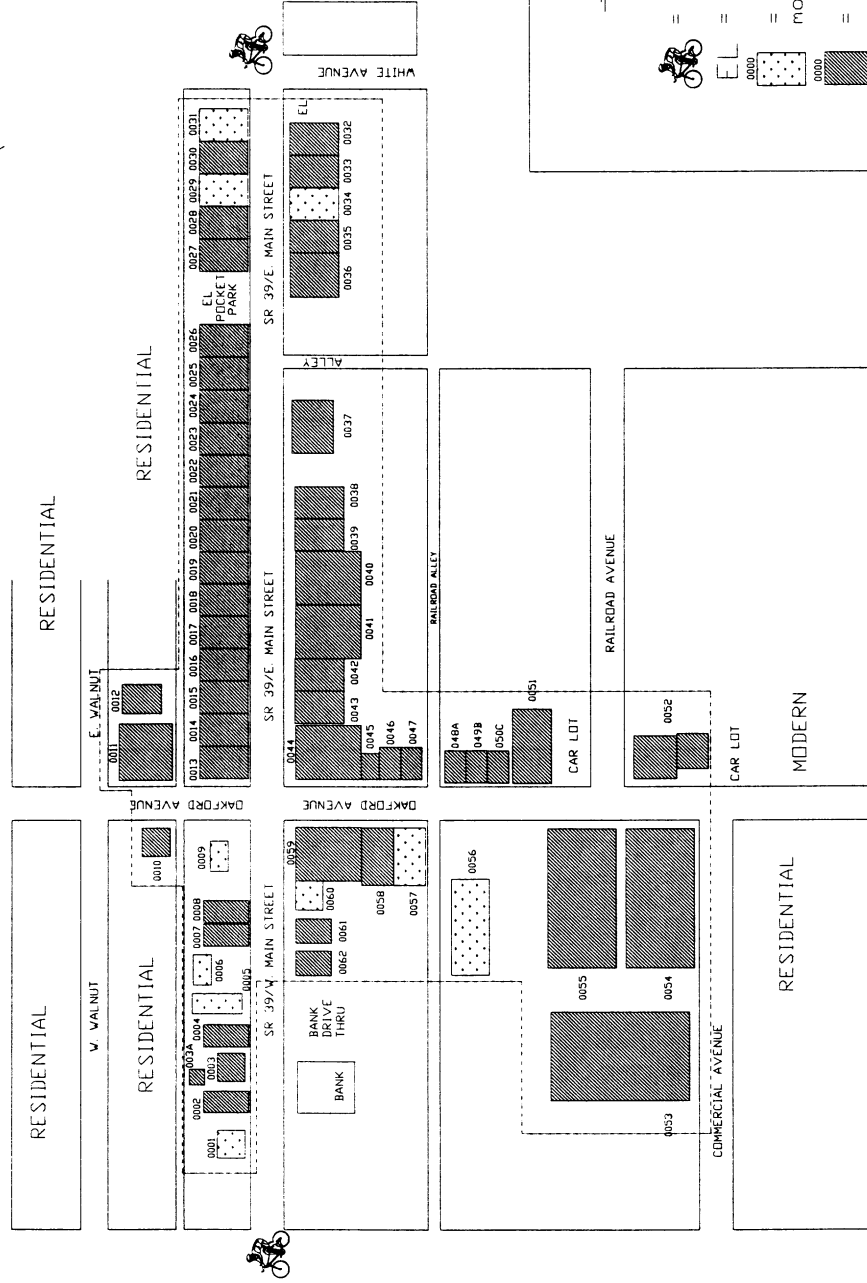 RESIDENTIAL
W. WALNUT
RESIDENTIAL
RESIDENTIAL
E. WALNUT
RESIDENTIAL
0010
0011
0012
OAKFORD AVENUE
0001
0002
003A
0003
0004
0005
0006
0007
0008
0009
0013
0014
0015
0016
0017
0018
0019
0020
0021
0022
0023
0024
0025
0026
EL
POCKET
PARK
0027
0028
0029
0030
0031
WHITE AVENUE
SR 39/W. MAIN STREET
SR 39/E. MAIN STREET
SR 39/E. MAIN STREET
BANK
DRIVE
THRU
BANK
0062
0061
0060
0059
0058
0057
OAKFORD AVENUE
0044
0045
0046
0047
0043
0042
0041
0040
0039
0038
0037
ALLEY
0036
0035
0034
0033
0032
EL
RAILROAD ALLEY
0056
0055
0054
0053
048A
049B
050C
0051
CAR LOT
RAILROAD AVENUE
0052
CAR LOT
MODERN
COMMERCIAL AVENUE
RESIDENTIAL
=
EL =
0000 =
mo
0000 =